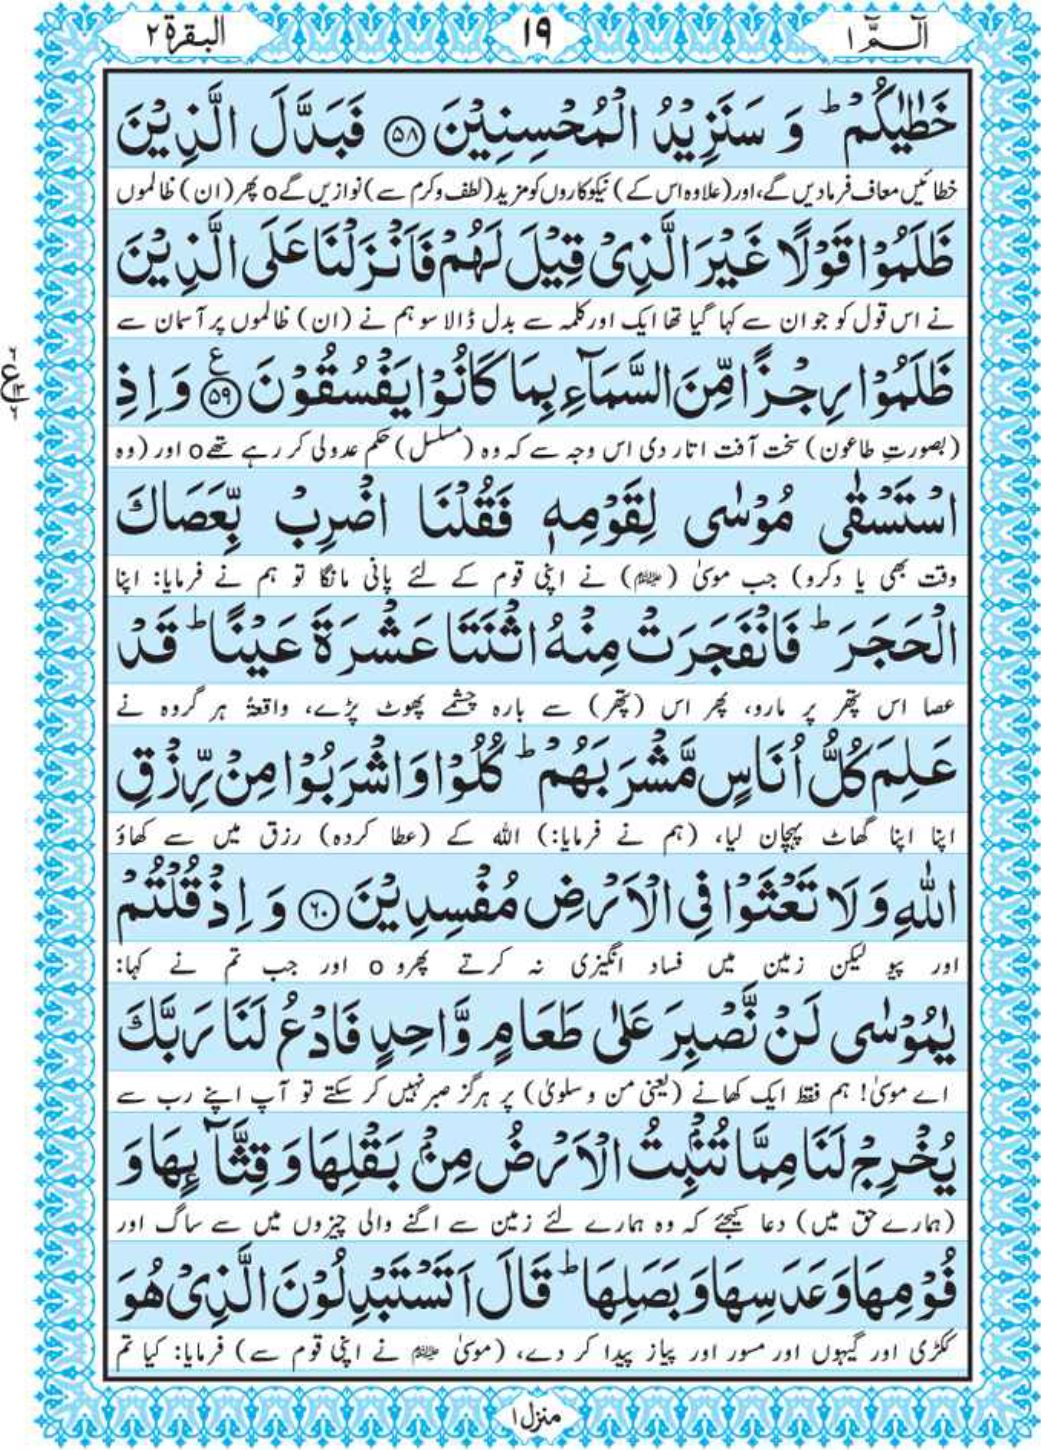 الٓـمّٓ ۱
۱۹
البقرة ۲
خَطٰیٰكُمْ ؕ وَ سَنَزِیْدُ الْمُحْسِنِیْنَ ﴿۵۸﴾ فَبَدَّلَ الَّذِیْنَ
خطائیں معاف فرما دیں گے، اور (علاوہ اس کے) نیکوکاروں کو مزید (لطف و کرم سے) نوازیں گے o پھر (ان) ظالموں
ظَلَمُوْا قَوْلًا غَیْرَ الَّذِیْ قِیْلَ لَهُمْ فَاَنْزَلْنَا عَلَی الَّذِیْنَ
نے اس قول کو جو ان سے کہا گیا تھا ایک اور کلمہ سے بدل ڈالا سو ہم نے (ان) ظالموں پر آسمان سے
ظَلَمُوْا رِجْزًا مِّنَ السَّمَآءِ بِمَا كَانُوْا یَفْسُقُوْنَ ﴿۵۹﴾ ع وَ اِذِ
(بصورتِ طاعون) سخت آفت اتار دی اس وجہ سے کہ وہ (مسلسل) حکم عدولی کر رہے تھے o اور (وہ
اسْتَسْقٰی مُوْسٰی لِقَوْمِهٖ فَقُلْنَا اضْرِبْ بِّعَصَاكَ
وقت بھی یا دکرو) جب موسیٰ (علیہ السلام) نے اپنی قوم کے لئے پانی مانگا تو ہم نے فرمایا: اپنا
الْحَجَرَ ؕ فَانْفَجَرَتْ مِنْهُ اثْنَتَا عَشْرَةَ عَیْنًا ؕ قَدْ
عصا اس پتھر پر مارو، پھر اس (پتھر) سے بارہ چشمے پھوٹ پڑے، واقعۃً ہر گروہ نے
عَلِمَ كُلُّ اُنَاسٍ مَّشْرَبَهُمْ ؕ كُلُوْا وَ اشْرَبُوْا مِنْ رِّزْقِ
اپنا اپنا گھاٹ پہچان لیا، (ہم نے فرمایا:) اللہ کے (عطا کردہ) رزق میں سے کھاؤ
اللّٰهِ وَ لَا تَعْثَوْا فِی الْاَرْضِ مُفْسِدِیْنَ ﴿۶۰﴾ وَ اِذْ قُلْتُمْ
اور پیو لیکن زمین میں فساد انگیزی نہ کرتے پھرو o اور جب تم نے کہا:
یٰمُوْسٰی لَنْ نَّصْبِرَ عَلٰی طَعَامٍ وَّاحِدٍ فَادْعُ لَنَا رَبَّكَ
اے موسیٰ! ہم فقط ایک کھانے (یعنی من و سلویٰ) پر ہرگز صبر نہیں کر سکتے تو آپ اپنے رب سے
یُخْرِجْ لَنَا مِمَّا تُنْۢبِتُ الْاَرْضُ مِنْۢ بَقْلِهَا وَ قِثَّآىِٕهَا وَ
(ہمارے حق میں) دعا کیجئے کہ وہ ہمارے لئے زمین سے اگنے والی چیزوں میں سے ساگ اور
فُوْمِهَا وَ عَدَسِهَا وَ بَصَلِهَا ؕ قَالَ اَتَسْتَبْدِلُوْنَ الَّذِیْ هُوَ
ککڑی اور گیہوں اور مسور اور پیاز پیدا کر دے، (موسیٰ علیہ السلام نے اپنی قوم سے) فرمایا: کیا تم
منزل ۱